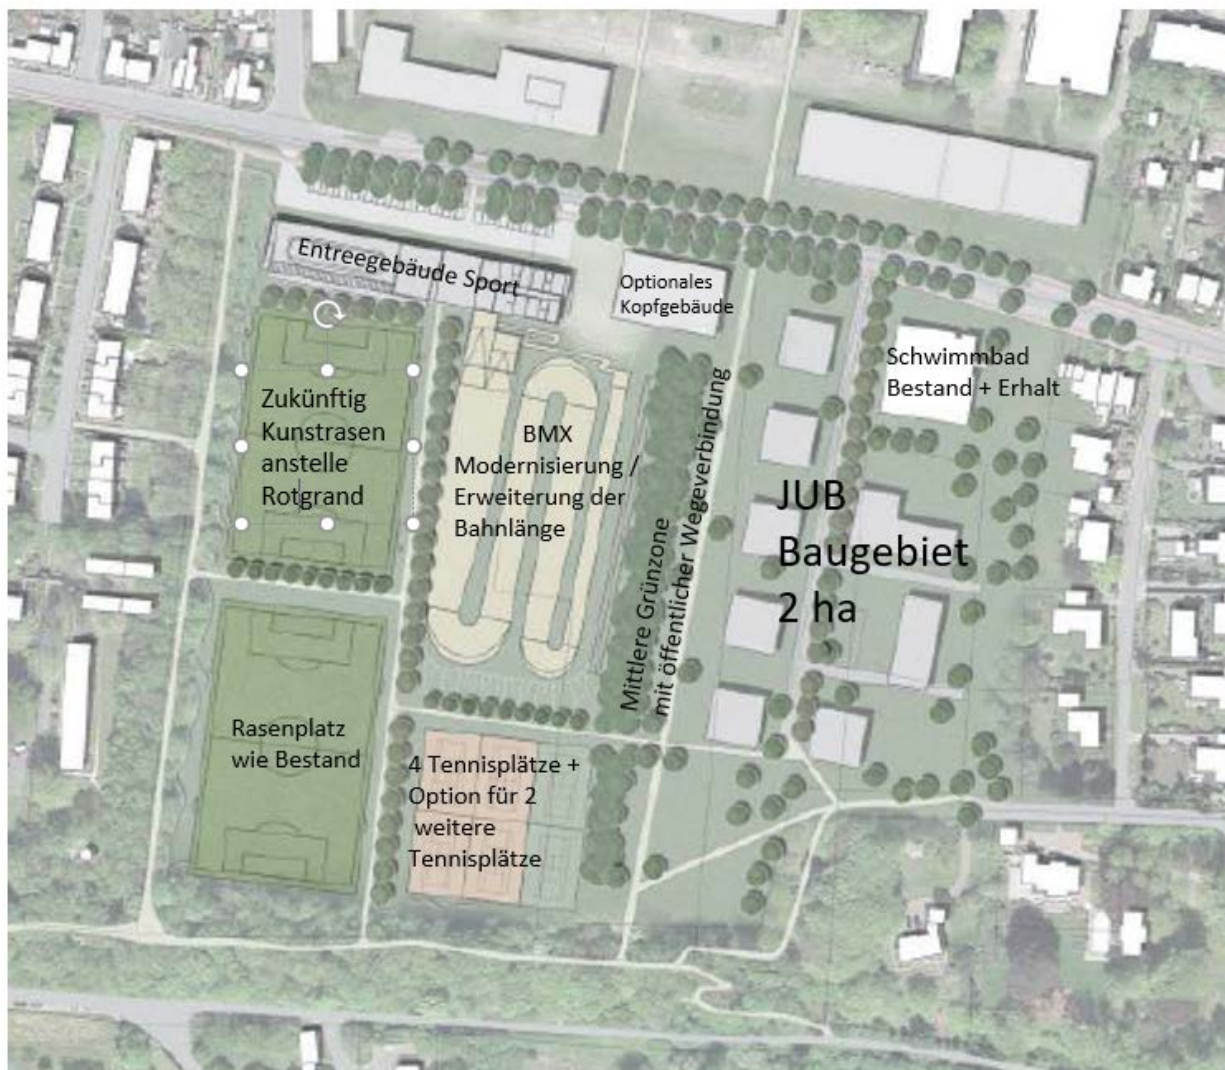 Entreegebäude Sport
Optionales
Kopfgebäude
Schwimmbad
Bestand + Erhalt
Zukünftig
Kunstrasen
anstelle
Rotgrand
BMX
Modernisierung /
Erweiterung der
Bahnlänge
Mittlere Grünzone
mit öffentlicher Wegeverbindung
JUB
Baugebiet
2 ha
Rasenplatz
wie Bestand
4 Tennisplätze +
Option für 2
weitere
Tennisplätze